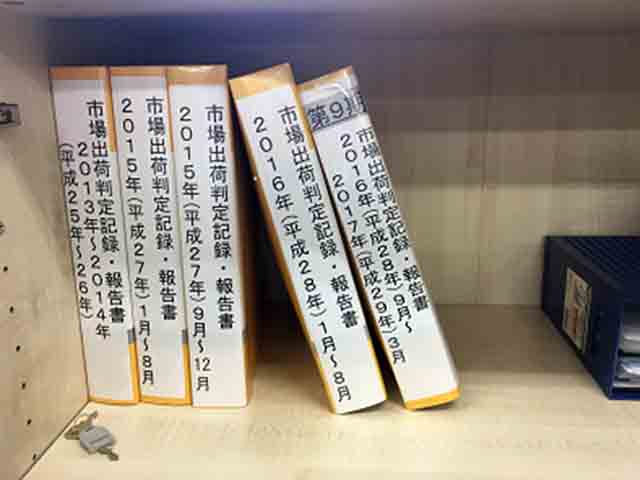 市場出荷判定記録・報告書
2013年～2014年
（平成25年～26年）
市場出荷判定記録・報告書
2015年（平成27年）1月～8月
市場出荷判定記録・報告書
2015年（平成27年）9月～12月
市場出荷判定記録・報告書
2016年（平成28年）1月～8月
第9期
市場出荷判定記録・報告書
2016年（平成28年）9月～
2017年（平成29年）3月